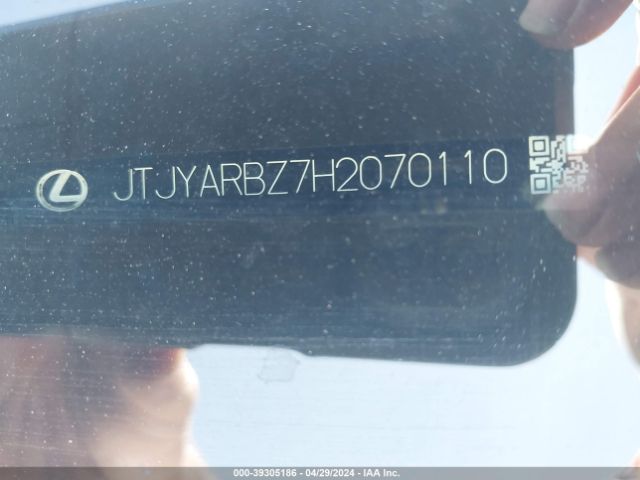 JTJYARBZ7H2070110
000-39305186 - 04/29/2024 - IAA Inc.